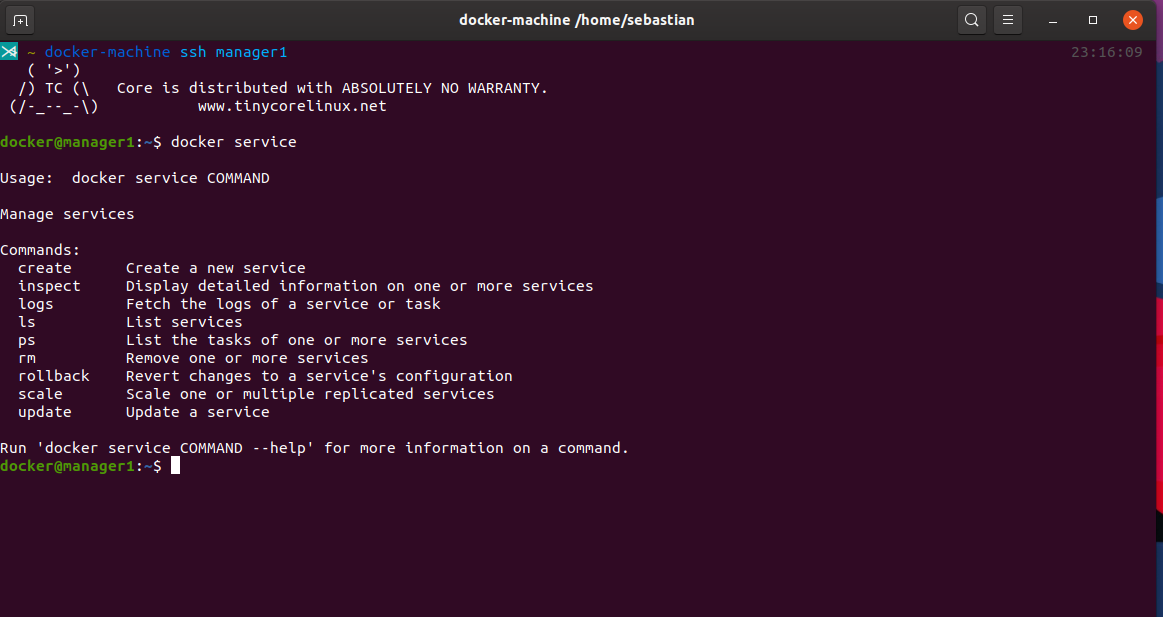 docker-machine /home/sebastian
~ docker-machine ssh manager1 23:16:09
( '>')
/) TC (\   Core is distributed with ABSOLUTELY NO WARRANTY.
(/-_--_-\)           www.tinycorelinux.net
docker@manager1:~$ docker service
Usage:  docker service COMMAND
Manage services
Commands:
create      Create a new service
inspect     Display detailed information on one or more services
logs        Fetch the logs of a service or task
ls          List services
ps          List the tasks of one or more services
rm          Remove one or more services
rollback    Revert changes to a service's configuration
scale       Scale one or multiple replicated services
update      Update a service
Run 'docker service COMMAND --help' for more information on a command.
docker@manager1:~$